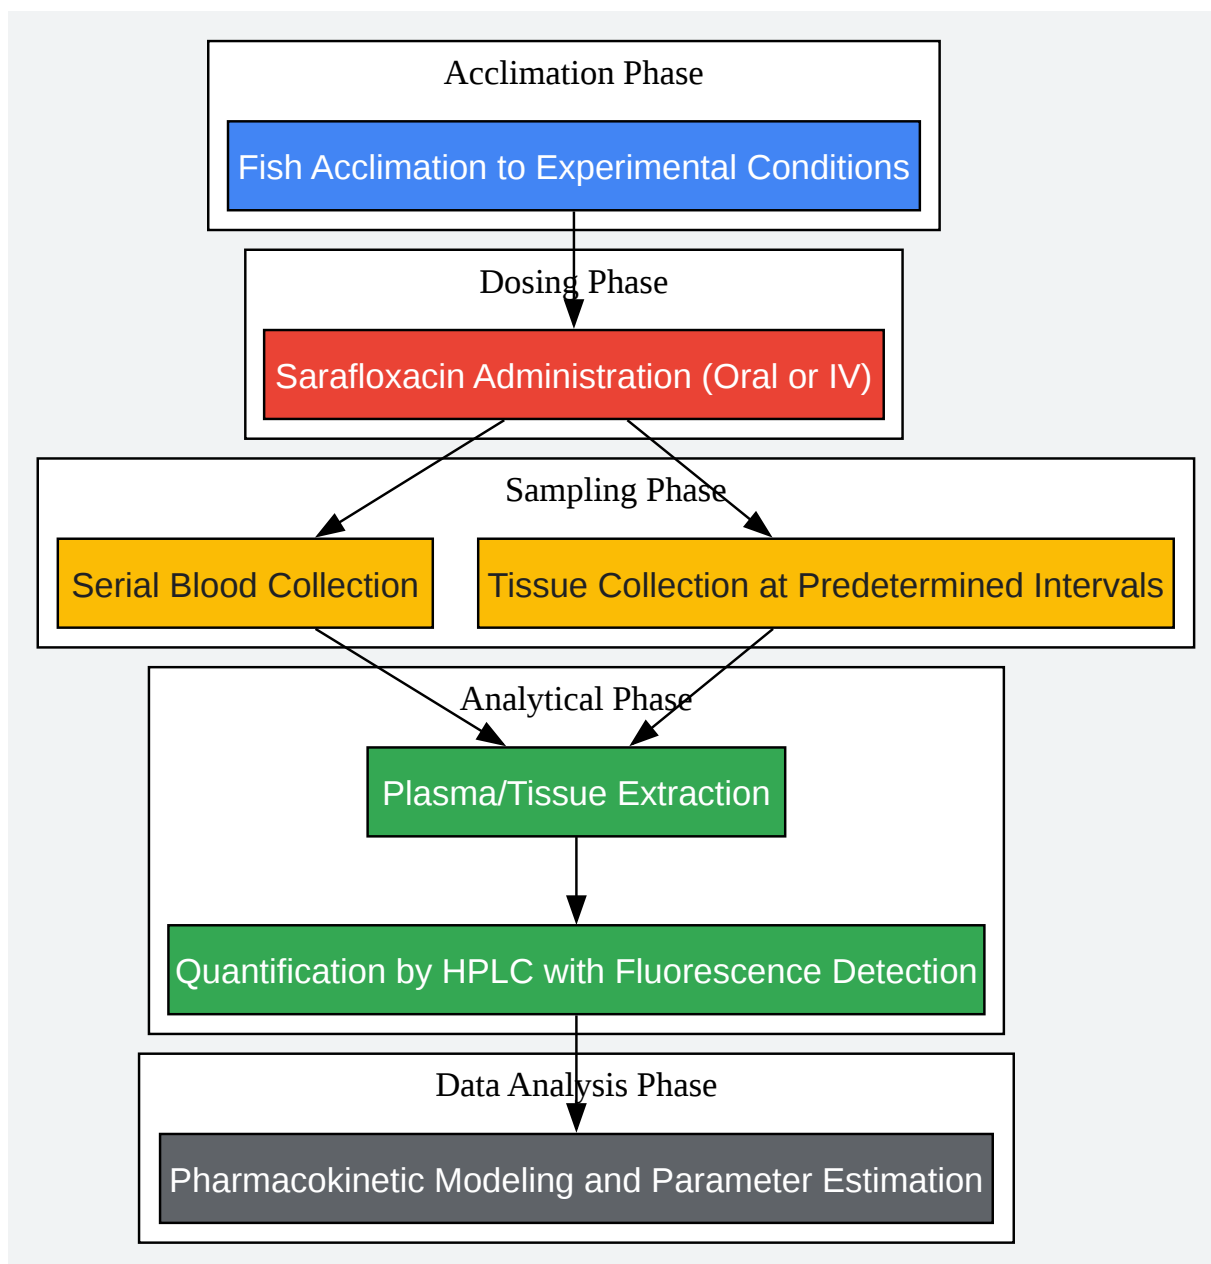 Acclimation Phase
Fish Acclimation to Experimental Conditions
Dosing Phase
Sarafloxacin Administration (Oral or IV)
Sampling Phase
Serial Blood Collection
Tissue Collection at Predetermined Intervals
Analytical Phase
Plasma/Tissue Extraction
Quantification by HPLC with Fluorescence Detection
Data Analysis Phase
Pharmacokinetic Modeling and Parameter Estimation